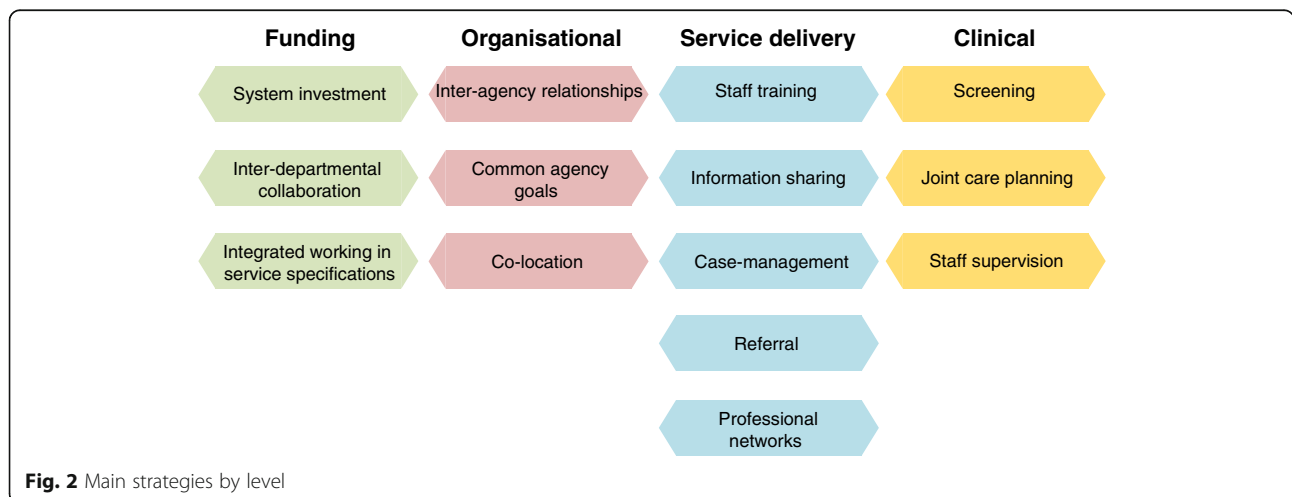 Funding
Organisational
Service delivery
Clinical
System investment
Inter-agency relationships
Staff training
Screening
Inter-departmental
collaboration
Common agency
goals
Information sharing
Joint care planning
Integrated working in
service specifications
Co-location
Case-management
Staff supervision
Referral
Professional
networks
Fig. 2 Main strategies by level